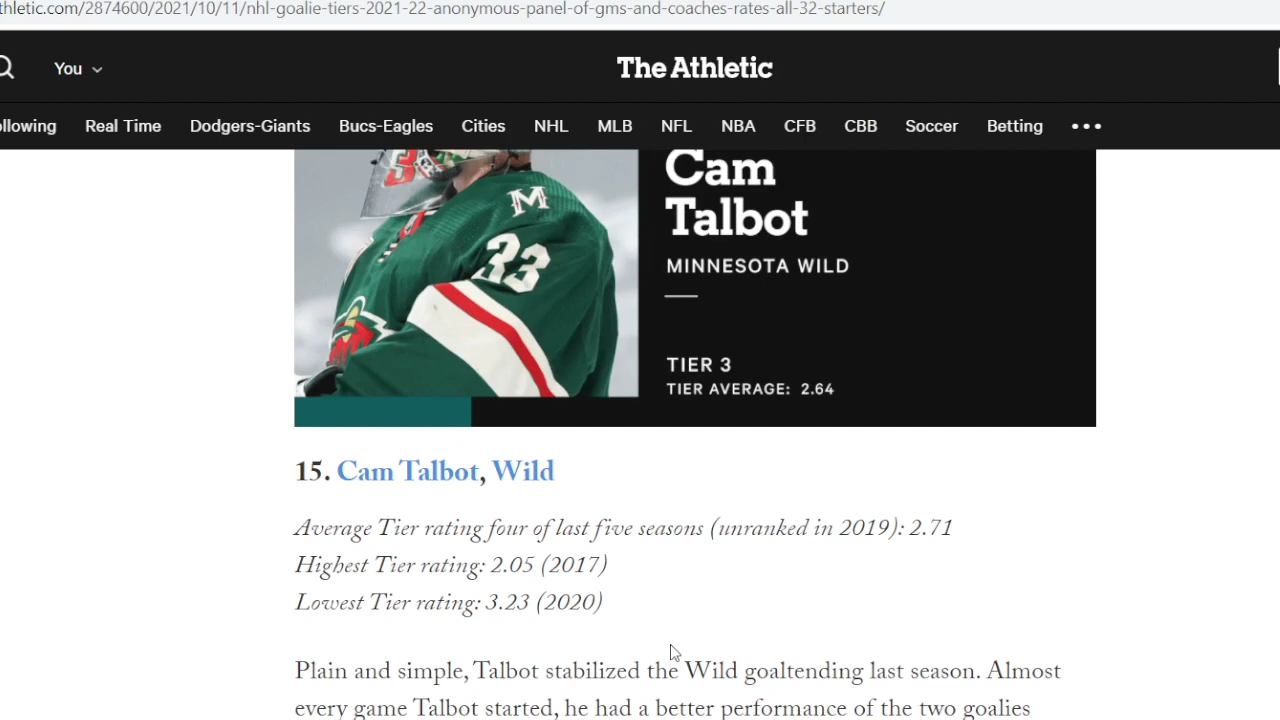 thletic.com/2874600/2021/10/11/nhl-goalie-tiers-2021-22-anonymous-panel-of-gms-and-coaches-rates-all-32-starters/
You
The Athletic
ollowing Real Time Dodgers-Giants Bucs-Eagles Cities NHL MLB NFL NBA CFB CBB Soccer Betting •••
M
33
Cam
Talbot
MINNESOTA WILD
TIER 3
TIER AVERAGE: 2.64
15. Cam Talbot, Wild
Average Tier rating four of last five seasons (unranked in 2019): 2.71
Highest Tier rating: 2.05 (2017)
Lowest Tier rating: 3.23 (2020)
Plain and simple, Talbot stabilized the Wild goaltending last season. Almost
every game Talbot started, he had a better performance of the two goalies